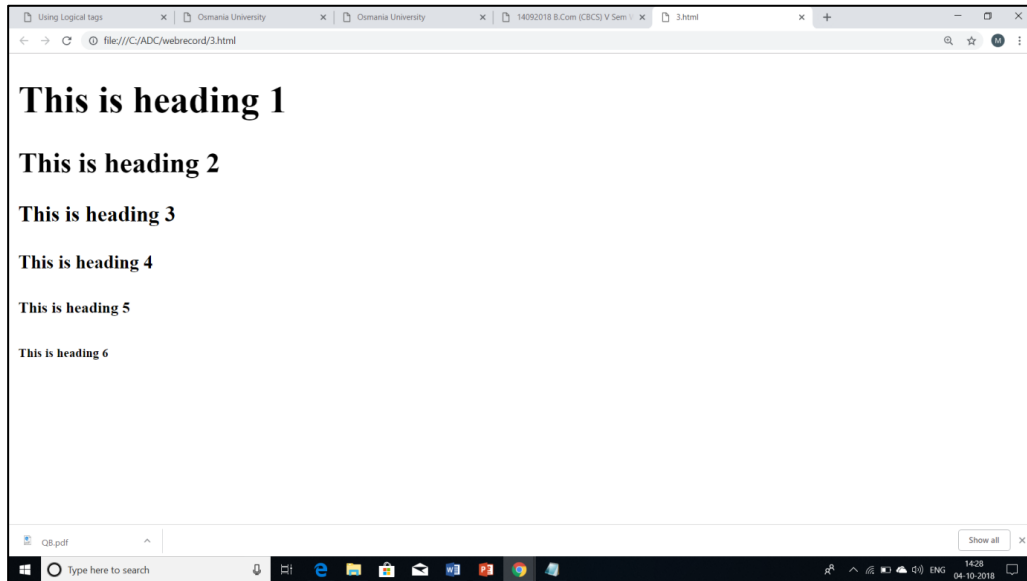 Using Logical tags
Osmania University
Osmania University
14092018 B.Com (CBCS) V Sem
3.html
file:///C:/ADC/webrecord/3.html
M
This is heading 1
This is heading 2
This is heading 3
This is heading 4
This is heading 5
This is heading 6
QB.pdf
Show all
Type here to search
ENG
14:28
04-10-2018